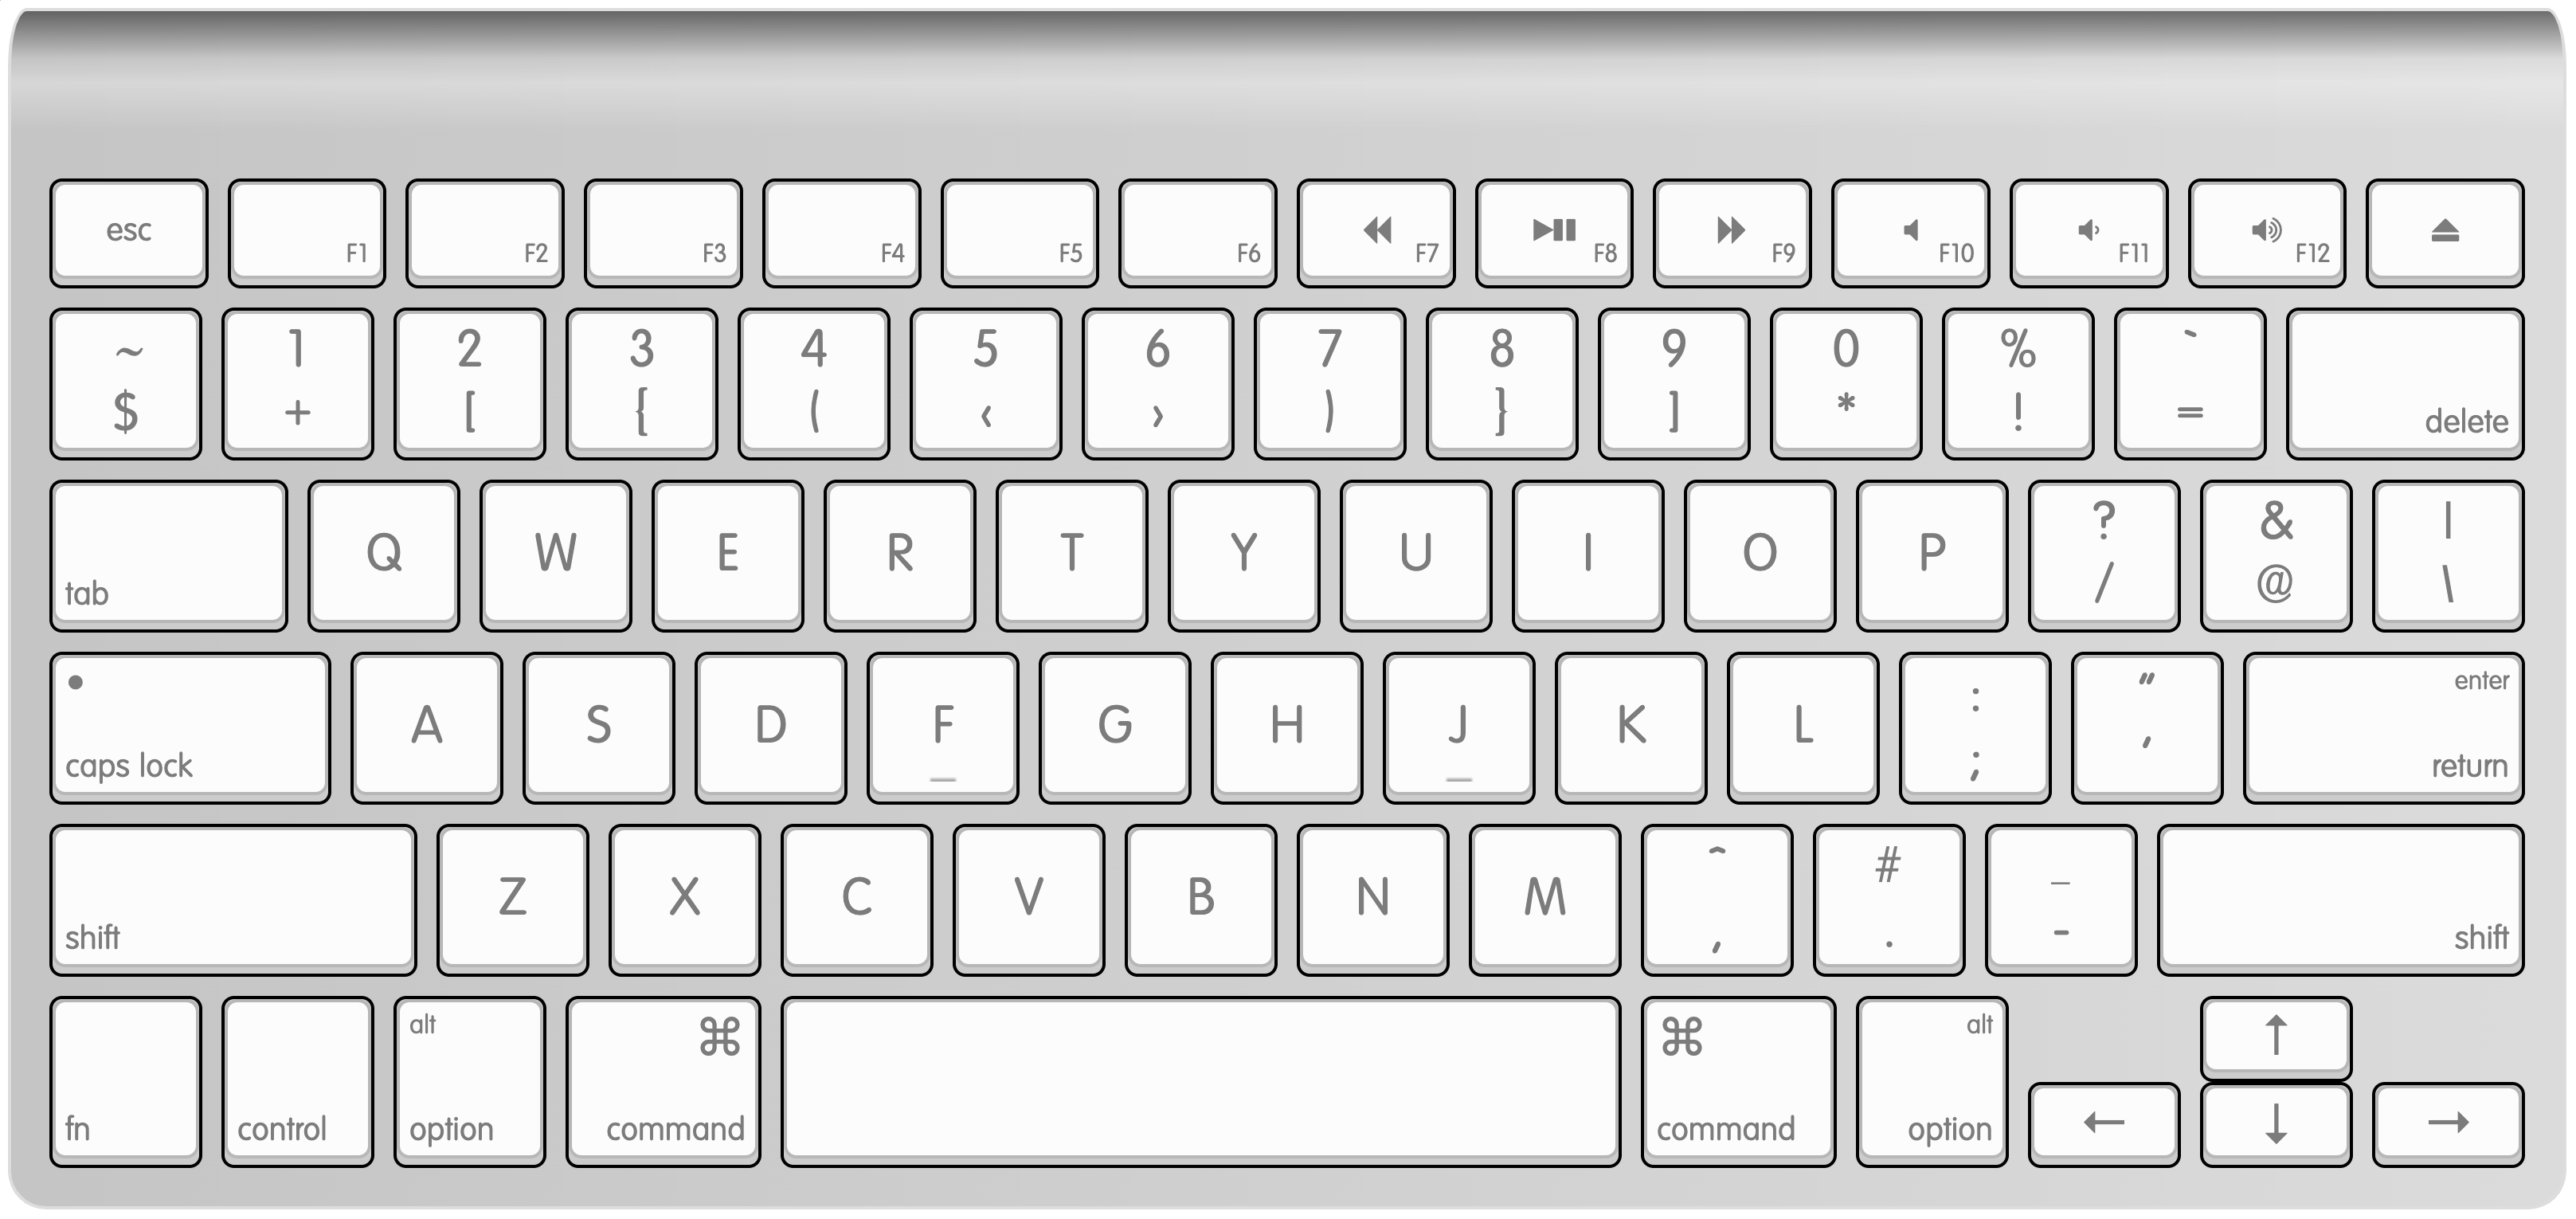 esc F1 F2 F3 F4 F5 F6 F7 F8 F9 F10 F11 F12
~ 1 2 3 4 5 6 7 8 9 0 % `
$ + [ { ( ‹ › ) } ] * ! = delete
? & |
tab Q W E R T Y U I O P / @ \
: " enter
caps lock A S D F G H J K L ; ' return
^ # _
shift Z X C V B N M , . - shift
alt ⌘ ⌘ alt ↑
fn control option command command option ← ↓ →